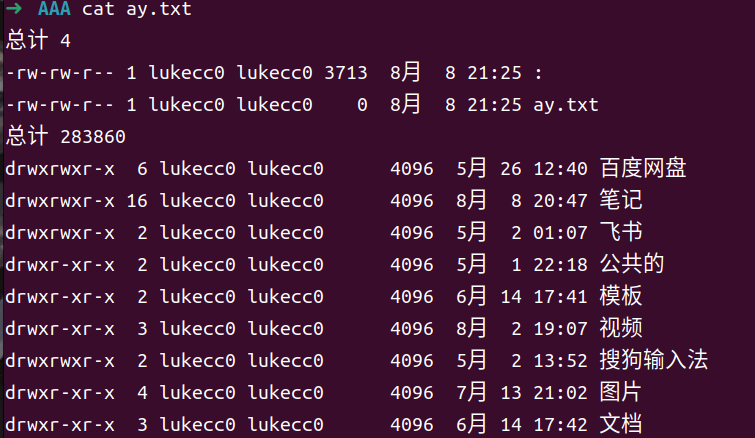 ➜ AAA cat ay.txt
总计 4
-rw-rw-r-- 1 lukecc0 lukecc0 3713  8月  8 21:25 :
-rw-rw-r-- 1 lukecc0 lukecc0    0  8月  8 21:25 ay.txt
总计 283860
drwxrwxr-x  6 lukecc0 lukecc0      4096  5月 26 12:40 百度网盘
drwxrwxr-x 16 lukecc0 lukecc0      4096  8月  8 20:47 笔记
drwxrwxr-x  2 lukecc0 lukecc0      4096  5月  2 01:07 飞书
drwxr-xr-x  2 lukecc0 lukecc0      4096  5月  1 22:18 公共的
drwxr-xr-x  2 lukecc0 lukecc0      4096  6月 14 17:41 模板
drwxr-xr-x  3 lukecc0 lukecc0      4096  8月  2 19:07 视频
drwxrwxr-x  2 lukecc0 lukecc0      4096  5月  2 13:52 搜狗输入法
drwxr-xr-x  4 lukecc0 lukecc0      4096  7月 13 21:02 图片
drwxr-xr-x  3 lukecc0 lukecc0      4096  6月 14 17:42 文档